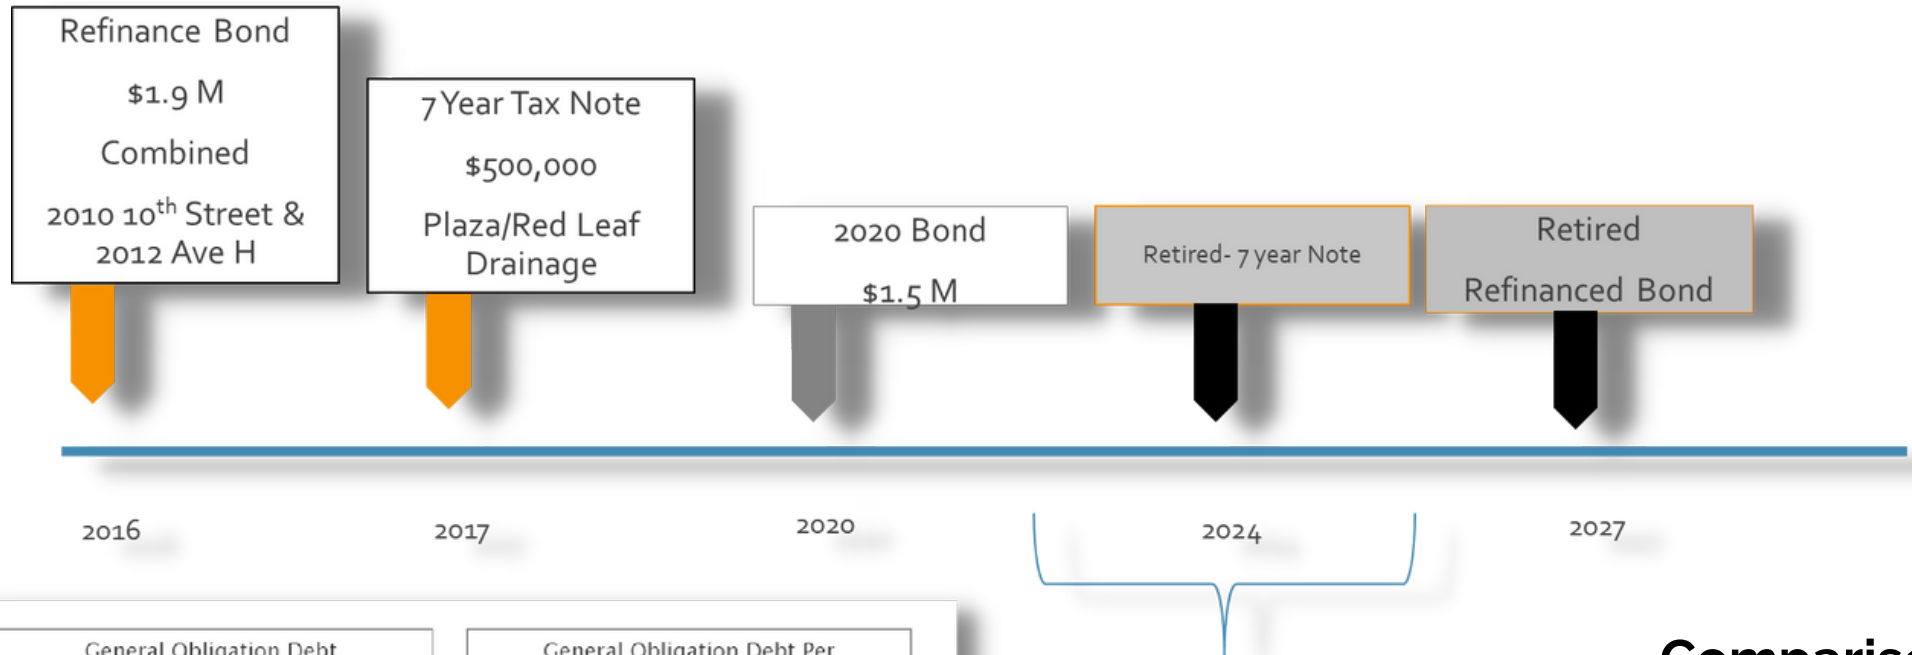 Refinance Bond
$1.9 M
Combined
2010 10th Street &
2012 Ave H
7 Year Tax Note
$500,000
Plaza/Red Leaf
Drainage
2020 Bond
$1.5 M
Retired- 7 year Note
Retired
Refinanced Bond
2016
2017
2020
2024
2027
General Obligation Debt
General Obligation Debt Per